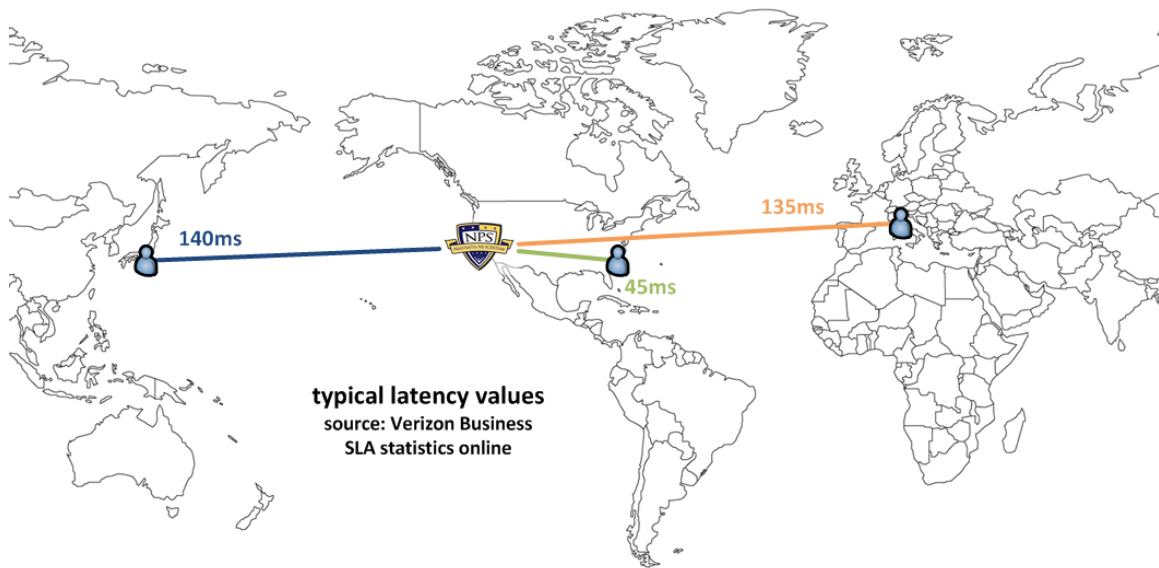 135ms
140ms
NPS
45ms
typical latency values
source: Verizon Business
SLA statistics online